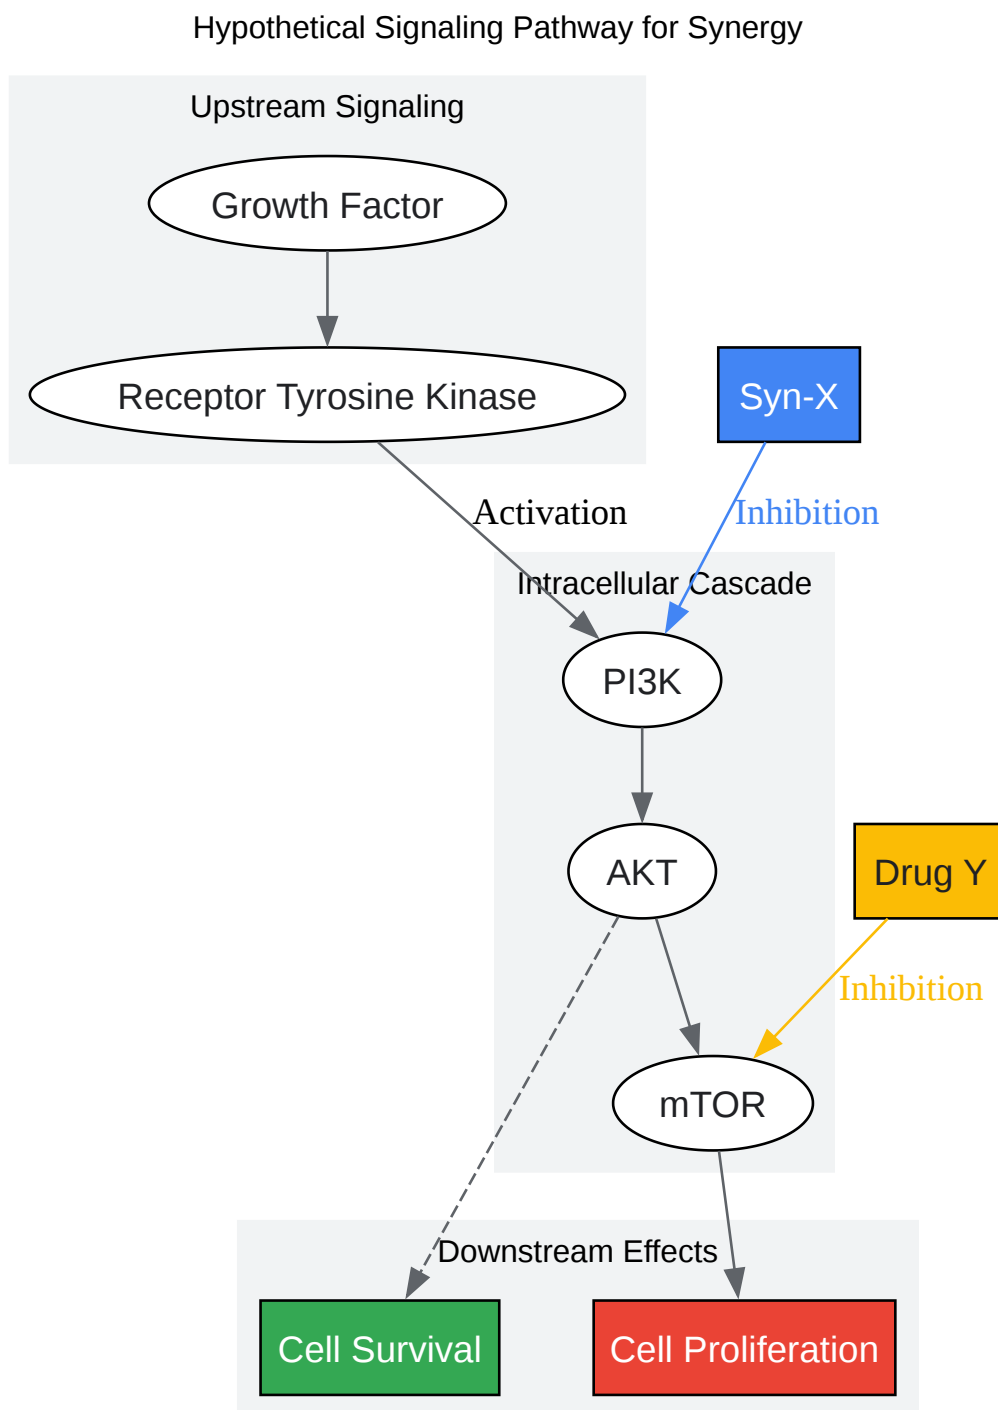 Hypothetical Signaling Pathway for Synergy
Upstream Signaling
Growth Factor
Receptor Tyrosine Kinase
Syn-X
Activation
Inhibition
Intracellular Cascade
PI3K
AKT
Drug Y
Inhibition
mTOR
Downstream Effects
Cell Survival
Cell Proliferation